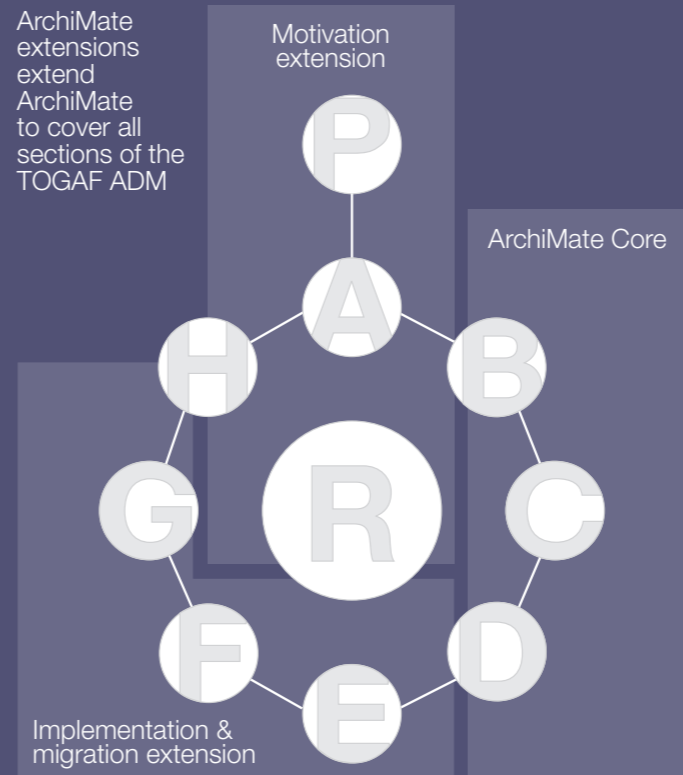 ArchiMate
extensions
extend
ArchiMate
to cover all
sections of the
TOGAF ADM
Motivation
extension
P
ArchiMate Core
A
H
B
R
G
C
F
D
E
Implementation &
migration extension